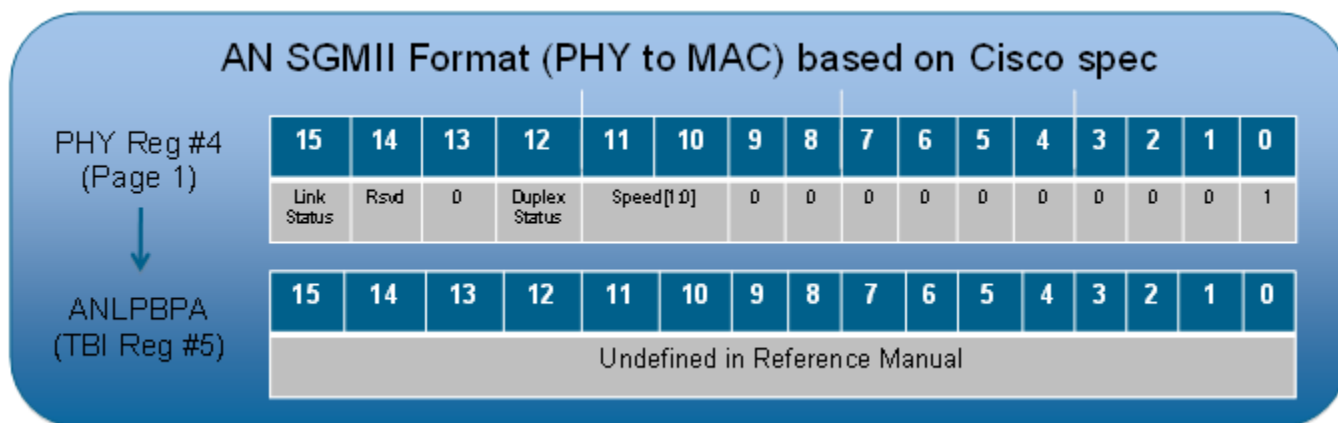 AN SGMII Format (PHY to MAC) based on Cisco spec
PHY Reg #4
(Page 1)
15 14 13 12 11 10 9 8 7 6 5 4 3 2 1 0
Link Status Rsvd 0 Duplex Status Speed[1:0] 0 0 0 0 0 0 0 0 0 1
ANLPBPA
(TBI Reg #5)
15 14 13 12 11 10 9 8 7 6 5 4 3 2 1 0
Undefined in Reference Manual